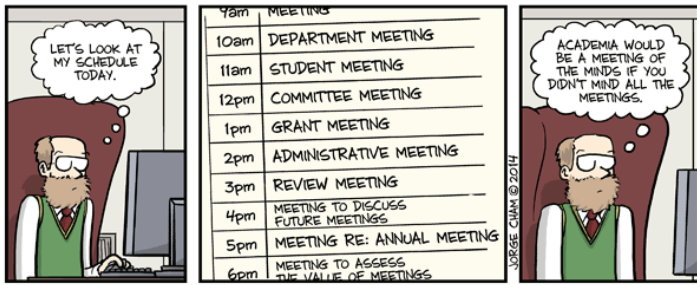 LET'S LOOK AT
MY SCHEDULE
TODAY.
9am MEETING
10am DEPARTMENT MEETING
11am STUDENT MEETING
12pm COMMITTEE MEETING
1pm GRANT MEETING
2pm ADMINISTRATIVE MEETING
3pm REVIEW MEETING
4pm MEETING TO DISCUSS
FUTURE MEETINGS
5pm MEETING RE: ANNUAL MEETING
6pm MEETING TO ASSESS
THE VALUE OF MEETINGS
JORGE CHAM © 2014
ACADEMIA WOULD
BE A MEETING OF
THE MINDS IF YOU
DIDN'T MIND ALL THE
MEETINGS.